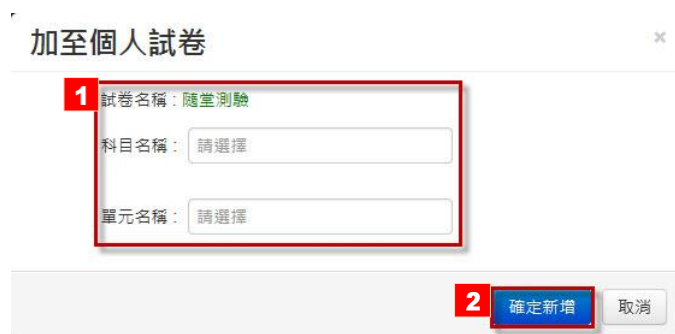 加至個人試卷 ×
1
試卷名稱：隨堂測驗
科目名稱： 請選擇
單元名稱： 請選擇
2 確定新增 取消